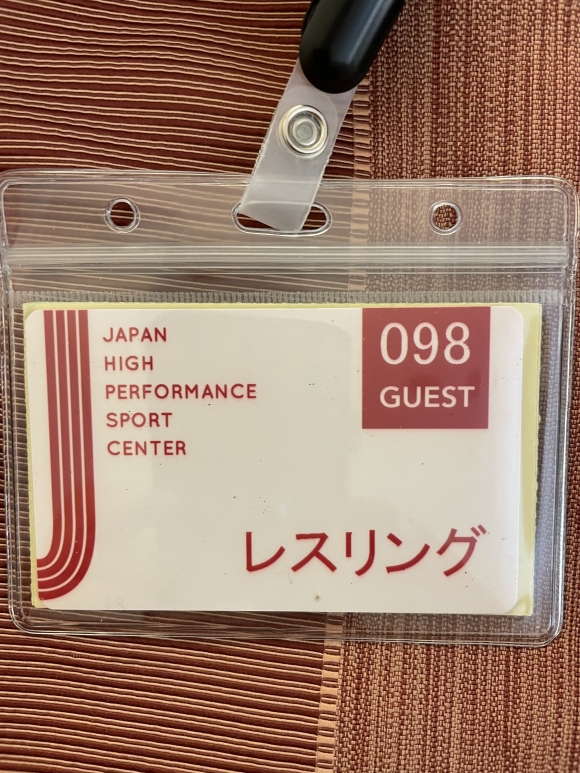 JAPAN
HIGH
PERFORMANCE
SPORT
CENTER
098
GUEST
レスリング